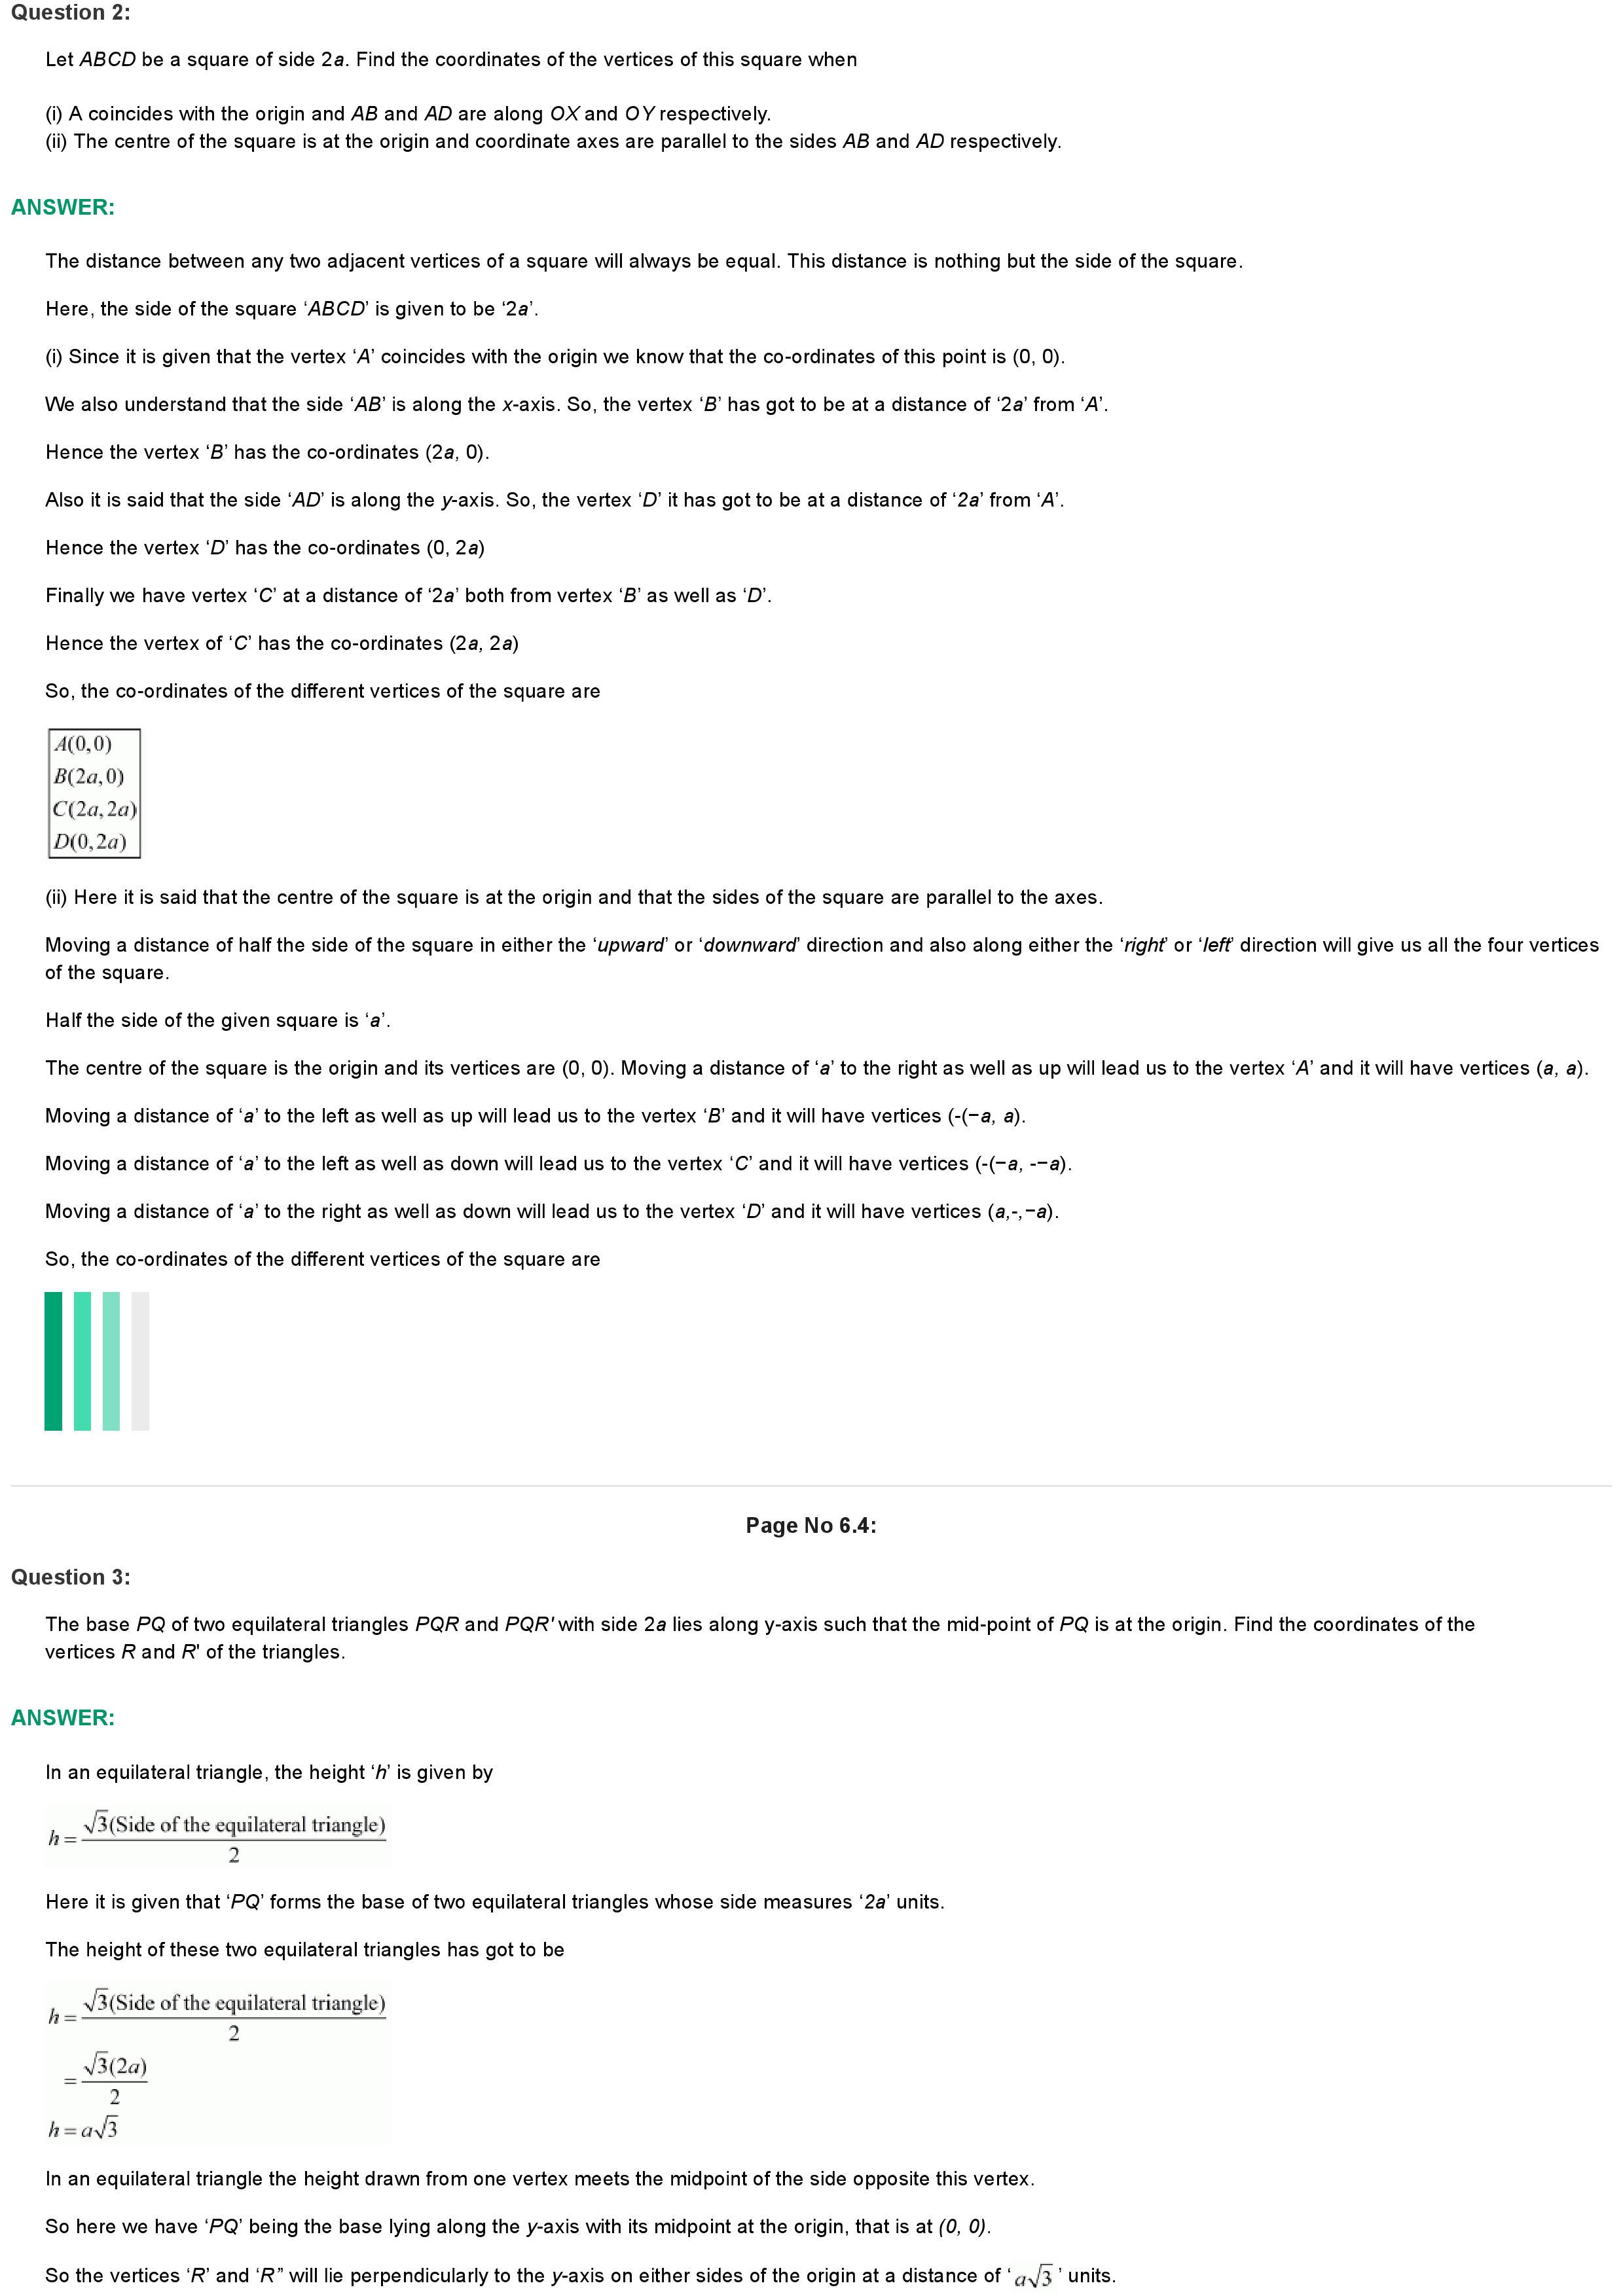 Question 2:
Let ABCD be a square of side 2a. Find the coordinates of the vertices of this square when
(i) A coincides with the origin and AB and AD are along OX and OY respectively.
(ii) The centre of the square is at the origin and coordinate axes are parallel to the sides AB and AD respectively.
ANSWER:
The distance between any two adjacent vertices of a square will always be equal. This distance is nothing but the side of the square.
Here, the side of the square ‘ABCD’ is given to be ‘2a’.
(i) Since it is given that the vertex ‘A’ coincides with the origin we know that the co-ordinates of this point is (0, 0).
We also understand that the side ‘AB’ is along the x-axis. So, the vertex ‘B’ has got to be at a distance of ‘2a’ from ‘A’.
Hence the vertex ‘B’ has the co-ordinates (2a, 0).
Also it is said that the side ‘AD’ is along the y-axis. So, the vertex ‘D’ it has got to be at a distance of ‘2a’ from ‘A’.
Hence the vertex ‘D’ has the co-ordinates (0, 2a)
Finally we have vertex ‘C’ at a distance of ‘2a’ both from vertex ‘B’ as well as ‘D’.
Hence the vertex of ‘C’ has the co-ordinates (2a, 2a)
So, the co-ordinates of the different vertices of the square are
A(0,0)
B(2a,0)
C(2a,2a)
D(0,2a)
(ii) Here it is said that the centre of the square is at the origin and that the sides of the square are parallel to the axes.
Moving a distance of half the side of the square in either the ‘upward’ or ‘downward’ direction and also along either the ‘right’ or ‘left’ direction will give us all the four vertices
of the square.
Half the side of the given square is ‘a’.
The centre of the square is the origin and its vertices are (0, 0). Moving a distance of ‘a’ to the right as well as up will lead us to the vertex ‘A’ and it will have vertices (a, a).
Moving a distance of ‘a’ to the left as well as up will lead us to the vertex ‘B’ and it will have vertices (-(−a, a).
Moving a distance of ‘a’ to the left as well as down will lead us to the vertex ‘C’ and it will have vertices (-(−a, -−a).
Moving a distance of ‘a’ to the right as well as down will lead us to the vertex ‘D’ and it will have vertices (a,-,−a).
So, the co-ordinates of the different vertices of the square are
Page No 6.4:
Question 3:
The base PQ of two equilateral triangles PQR and PQR' with side 2a lies along y-axis such that the mid-point of PQ is at the origin. Find the coordinates of the
vertices R and R' of the triangles.
ANSWER:
In an equilateral triangle, the height ‘h’ is given by
h = √3(Side of the equilateral triangle)
2
Here it is given that ‘PQ’ forms the base of two equilateral triangles whose side measures ‘2a’ units.
The height of these two equilateral triangles has got to be
h = √3(Side of the equilateral triangle)
2
= √3(2a)
2
h = a√3
In an equilateral triangle the height drawn from one vertex meets the midpoint of the side opposite this vertex.
So here we have ‘PQ’ being the base lying along the y-axis with its midpoint at the origin, that is at (0, 0).
So the vertices ‘R’ and ‘R’’ will lie perpendicularly to the y-axis on either sides of the origin at a distance of ‘a√3’ units.